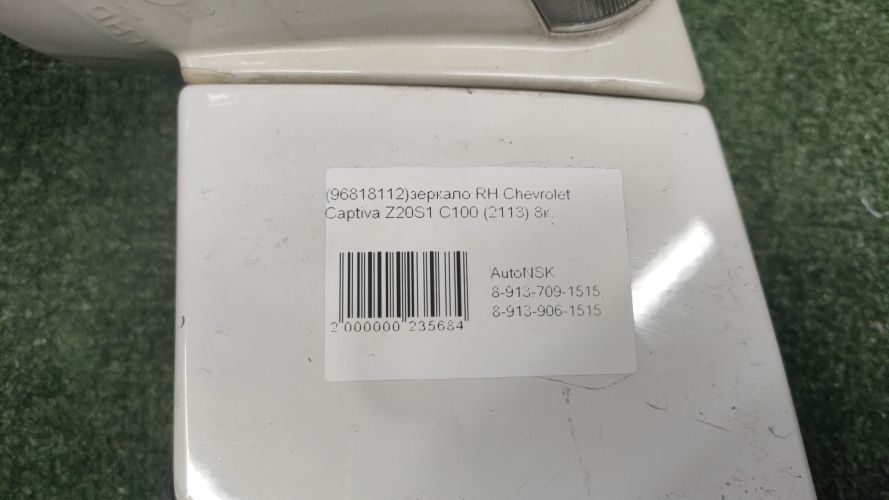 (96818112)зеркало RH Chevrolet
Captiva Z20S1 C100 (2113) 8к.
AutoNSK
8-913-709-1515,
8-913-906-1515
2 000000 235684